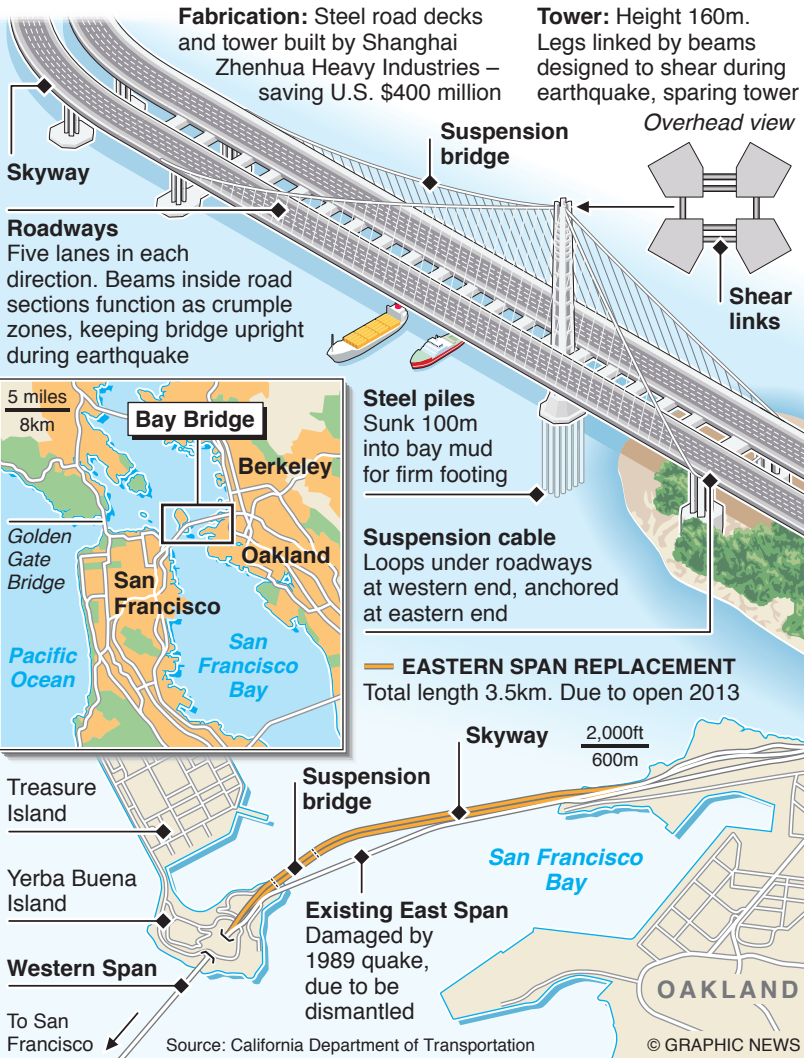 Fabrication: Steel road decks
and tower built by Shanghai
Zhenhua Heavy Industries –
saving U.S. $400 million
Tower: Height 160m.
Legs linked by beams
designed to shear during
earthquake, sparing tower
Overhead view
Suspension
bridge
Skyway
Roadways
Five lanes in each
direction. Beams inside road
sections function as crumple
zones, keeping bridge upright
during earthquake
Shear
links
5 miles
8km
Bay Bridge
Berkeley
Golden
Gate
Bridge
Oakland
San
Francisco
Pacific
Ocean
San
Francisco
Bay
Steel piles
Sunk 100m
into bay mud
for firm footing
Suspension cable
Loops under roadways
at western end, anchored
at eastern end
EASTERN SPAN REPLACEMENT
Total length 3.5km. Due to open 2013
Skyway
2,000ft
600m
Suspension
bridge
Treasure
Island
San Francisco
Bay
Yerba Buena
Island
Existing East Span
Damaged by
1989 quake,
due to be
dismantled
Western Span
OAKLAND
To San
Francisco
Source: California Department of Transportation
© GRAPHIC NEWS